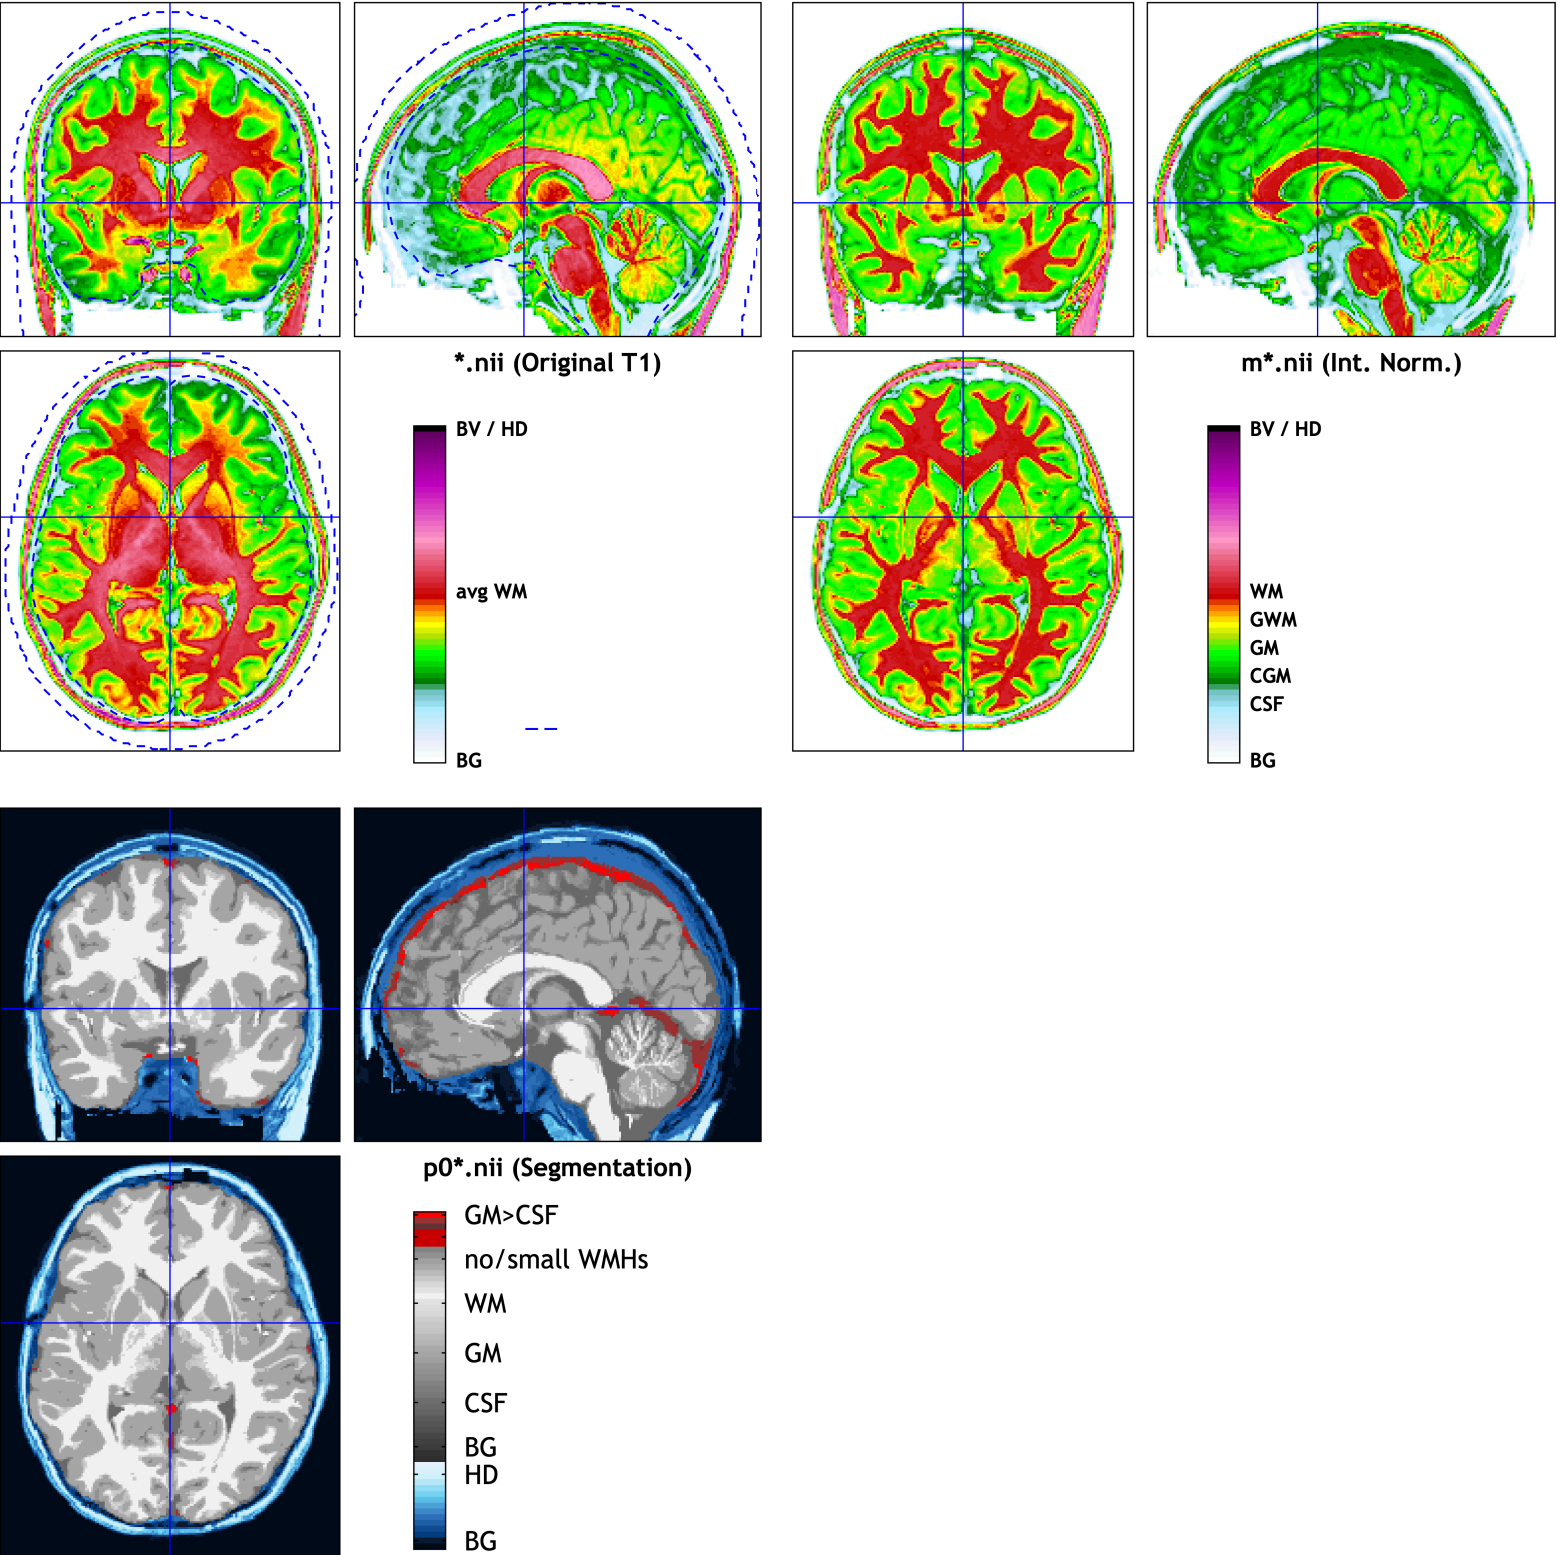 *.nii (Original T1)
BV / HD
avg WM
BG
m*.nii (Int. Norm.)
BV / HD
WM
GWM
GM
CGM
CSF
BG
p0*.nii (Segmentation)
GM>CSF
no/small WMHs
WM
GM
CSF
BG
HD
BG